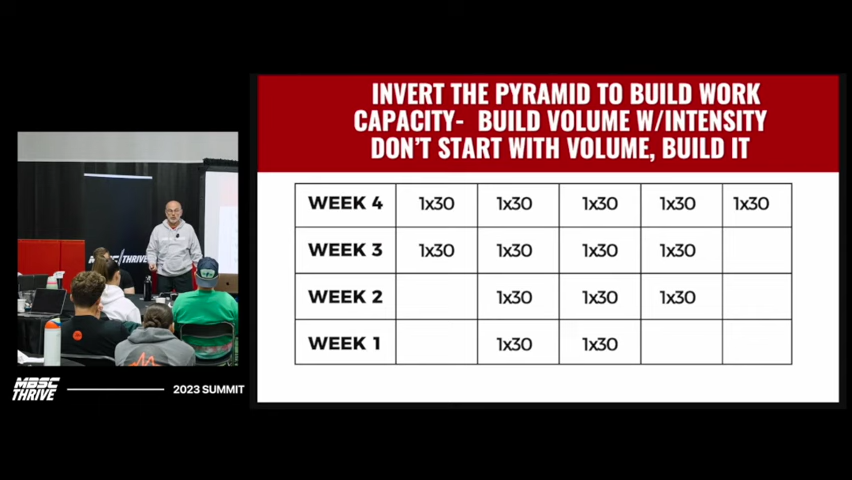 INVERT THE PYRAMID TO BUILD WORK
CAPACITY- BUILD VOLUME W/INTENSITY
DON'T START WITH VOLUME, BUILD IT
WEEK 4 1x30 1x30 1x30 1x30 1x30
WEEK 3 1x30 1x30 1x30 1x30
WEEK 2 1x30 1x30 1x30
WEEK 1 1x30 1x30
MBSC/THRIVE
MBSC
THRIVE
2023 SUMMIT